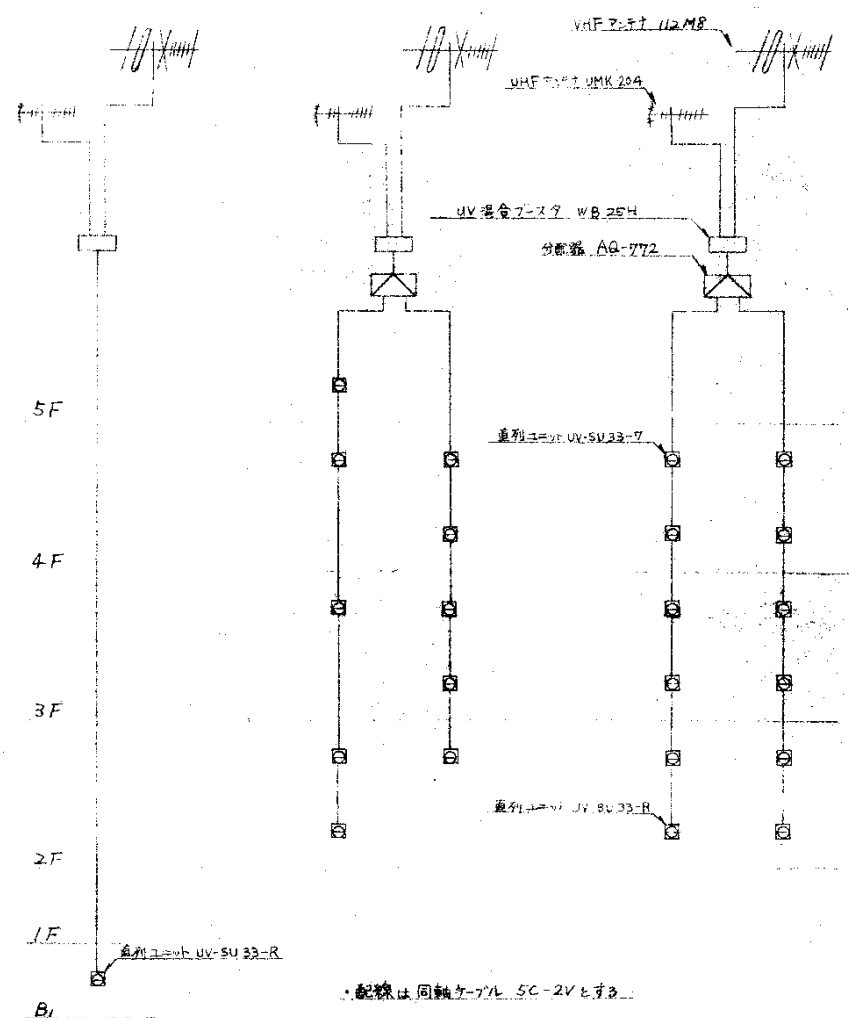 VHFアンテナ 112M8
UHFアンテナ UMK 204
UV混合ブースタ WB 25H
分配器 AQ-772
5F
直列ユニット UV-SU 33-7
4F
3F
直列ユニット UV SU 33-R
2F
1F
直列ユニット UV-SU 33-R
・配線は同軸ケーブル 5C-2Vとする
B1